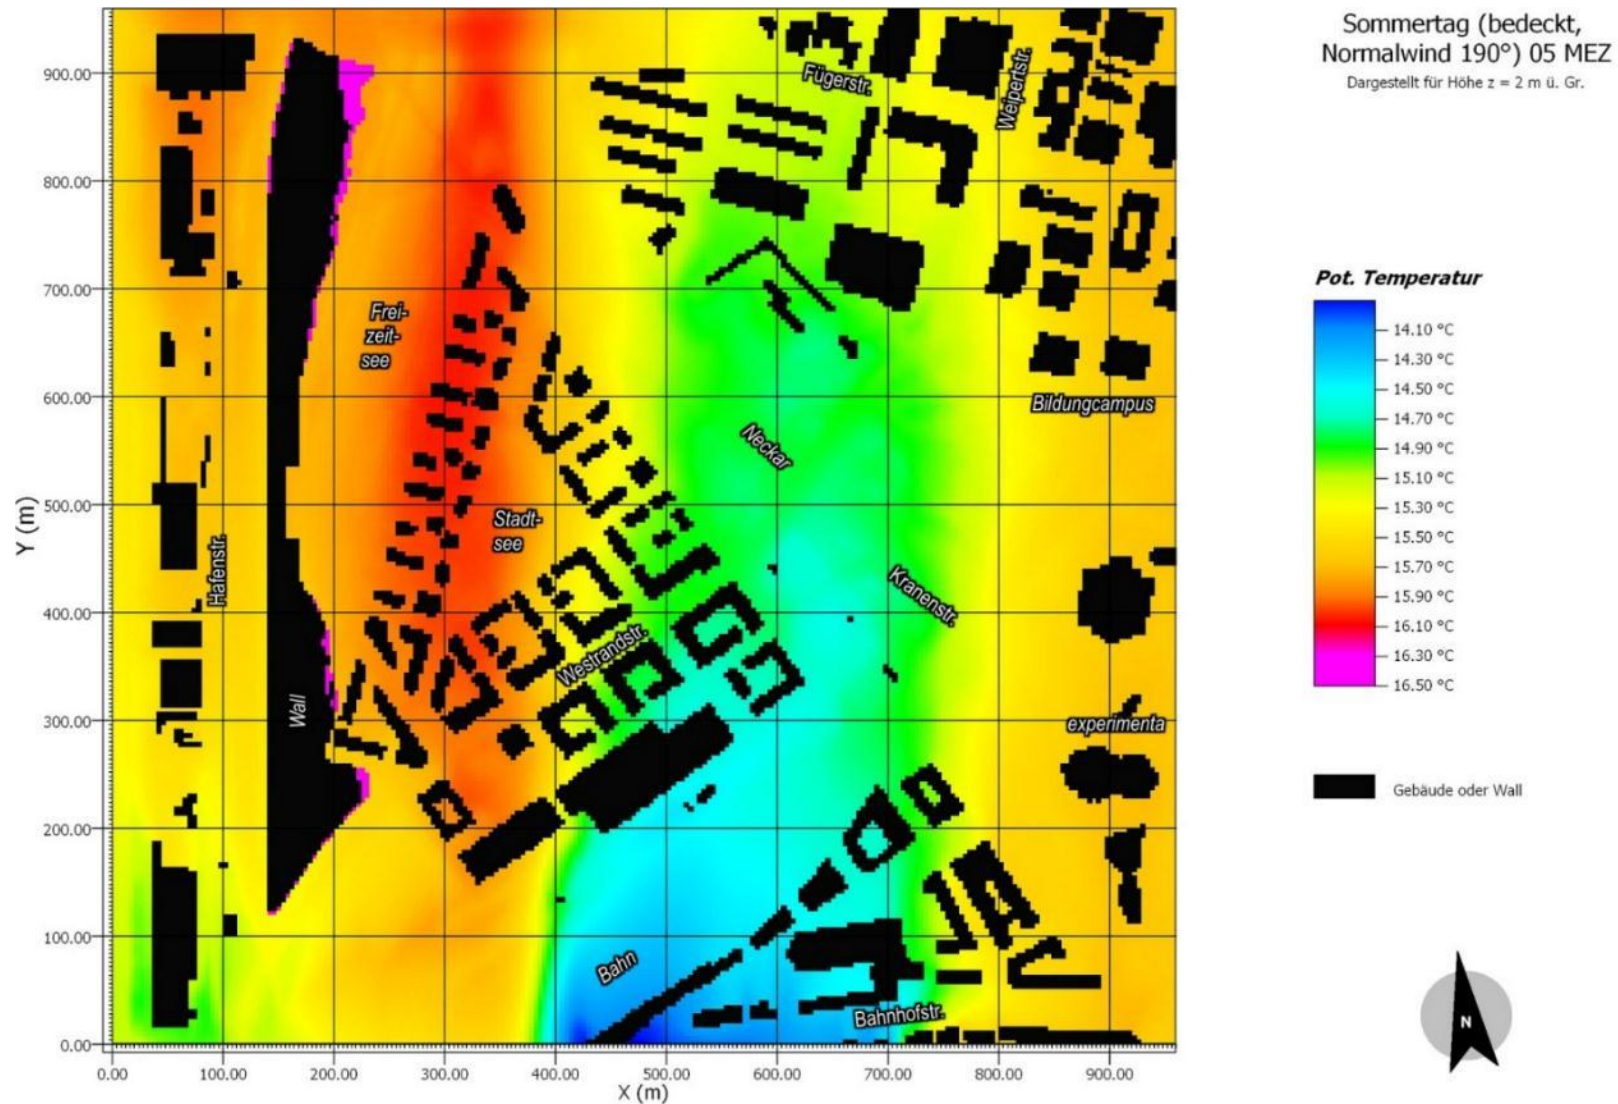 Sommertag (bedeckt,
Normalwind 190°) 05 MEZ
Dargestellt für Höhe z = 2 m ü. Gr.
900.00
800.00
700.00
600.00
500.00
400.00
300.00
200.00
100.00
0.00
Y (m)
0.00 100.00 200.00 300.00 400.00 500.00 600.00 700.00 800.00 900.00
X (m)
Fügerstr.
Weipertstr.
Frei-
zeit-
see
Bildungcampus
Neckar
Stadt-
see
Hafenstr.
Kranenstr.
Westrandstr.
Wall
experimenta
Bahn
Bahnhofstr.
Pot. Temperatur
14.10 °C
14.30 °C
14.50 °C
14.70 °C
14.90 °C
15.10 °C
15.30 °C
15.50 °C
15.70 °C
15.90 °C
16.10 °C
16.30 °C
16.50 °C
Gebäude oder Wall
N